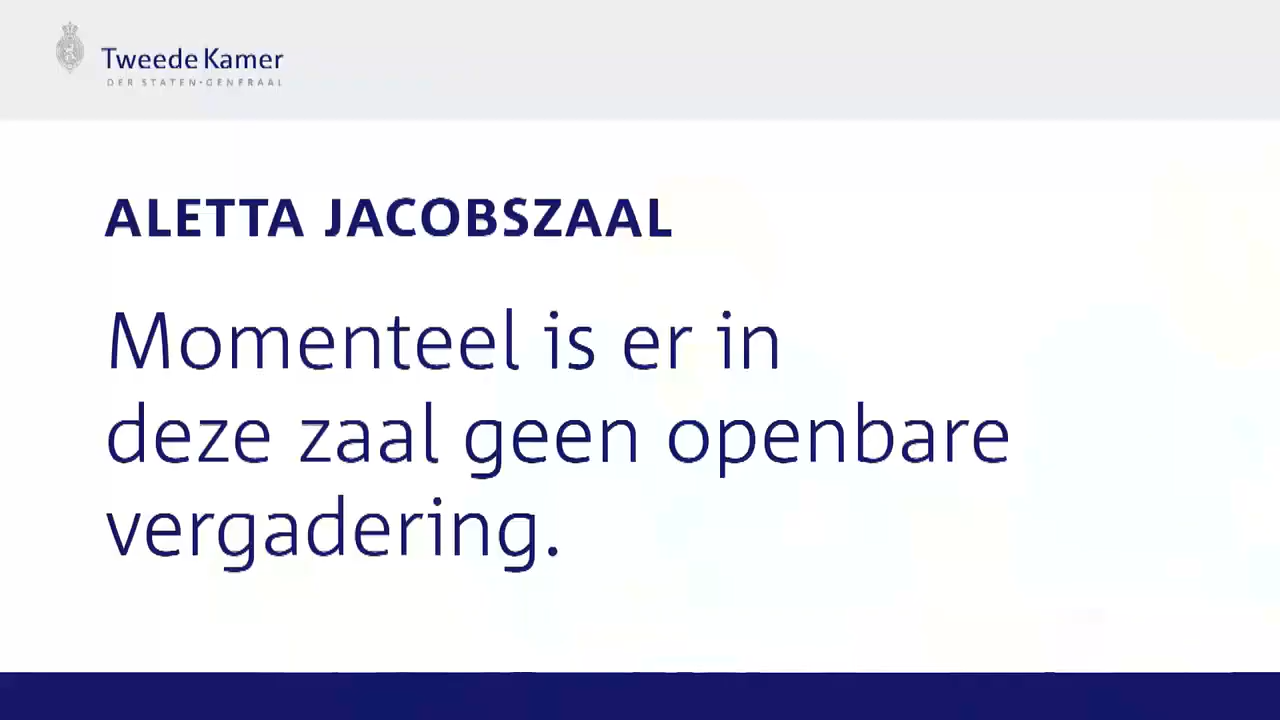 Tweede Kamer
DER STATEN-GENERAAL
ALETTA JACOBSZAAL
Momenteel is er in
deze zaal geen openbare
vergadering.